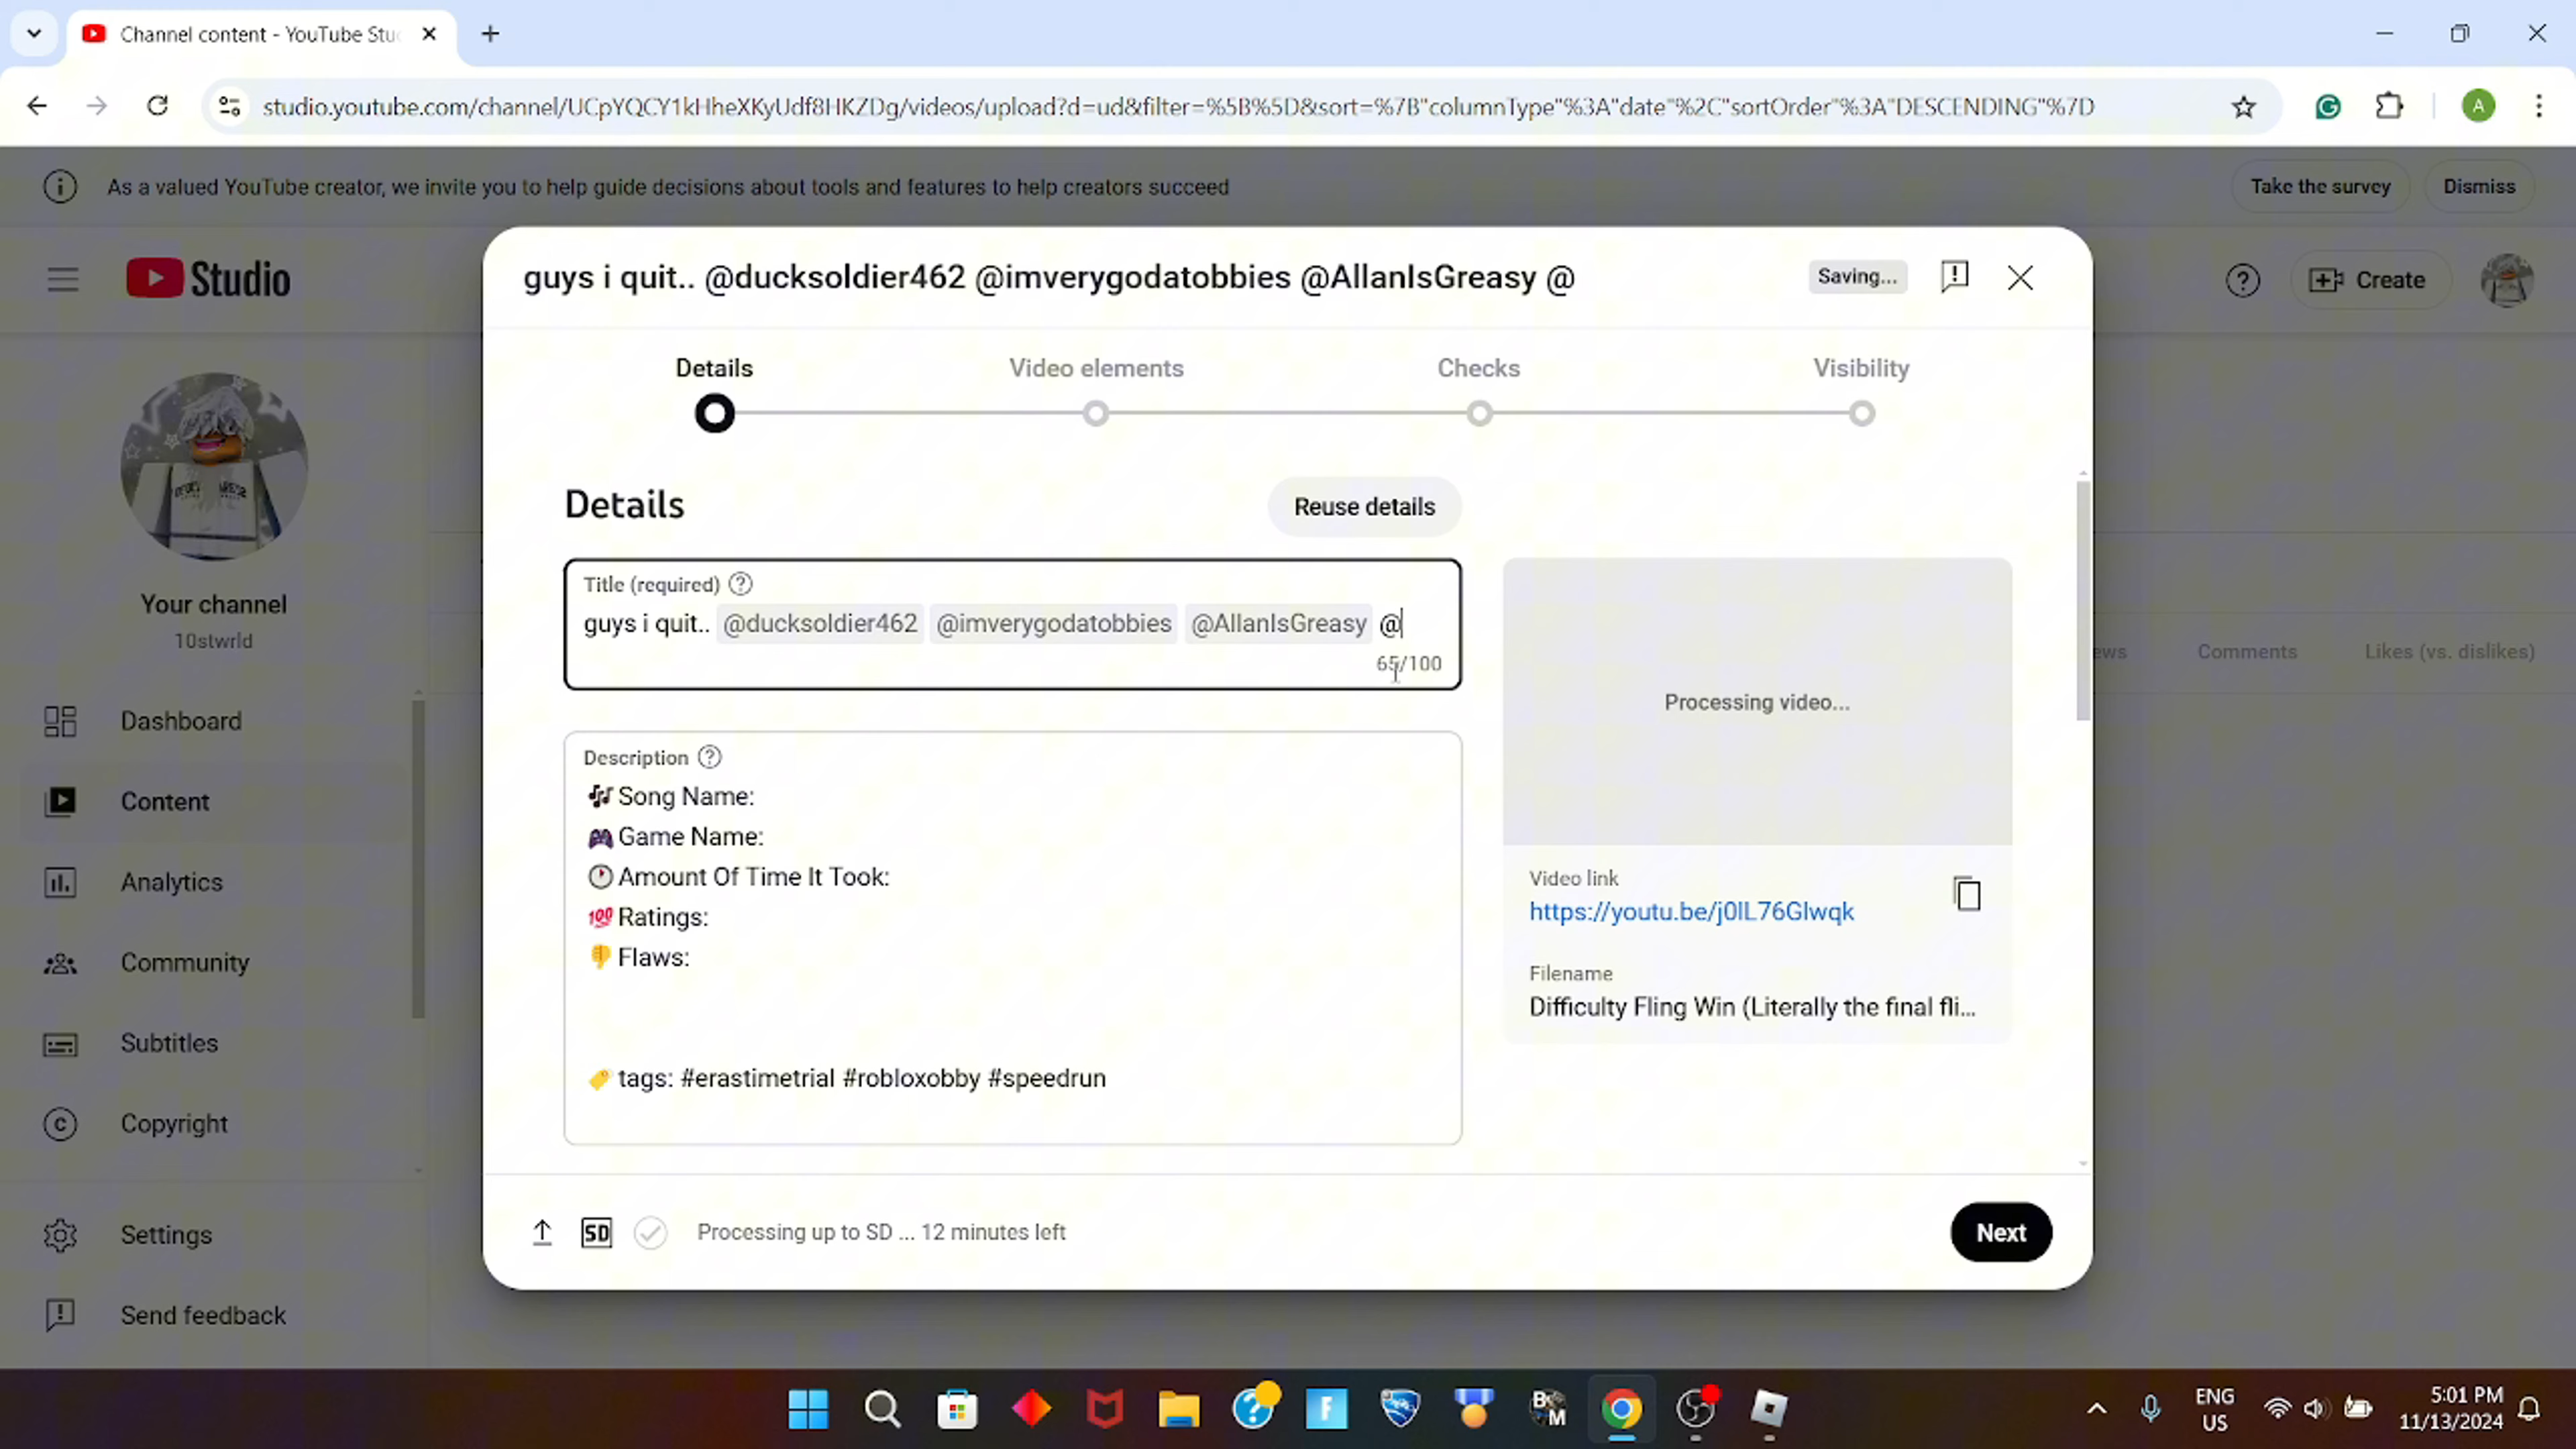 Channel content - YouTube Stu
studio.youtube.com/channel/UCpYQCY1kHheXKyUdf8HKZDg/videos/upload?d=ud&filter=%5B%5D&sort=%7B"columnType"%3A"date"%2C"sortOrder"%3A"DESCENDING"%7D
A
As a valued YouTube creator, we invite you to help guide decisions about tools and features to help creators succeed
Take the survey
Dismiss
Studio
Create
guys i quit.. @ducksoldier462 @imverygodatobbies @AllanIsGreasy @
Saving...
Details
Video elements
Checks
Visibility
Details
Reuse details
Title (required)
guys i quit.. @ducksoldier462 @imverygodatobbies @AllanIsGreasy @
65/100
Description
🎶 Song Name:
🎮 Game Name:
🕐 Amount Of Time It Took:
💯 Ratings:
👎 Flaws:
🏷️ tags: #erastimetrial #robloxobby #speedrun
Processing video...
Video link
https://youtu.be/j0lL76Glwqk
Filename
Difficulty Fling Win (Literally the final fli...
SD
Processing up to SD ... 12 minutes left
Next
Your channel
10stwrld
Dashboard
Content
Analytics
Community
Subtitles
Copyright
Settings
Send feedback
ews
Comments
Likes (vs. dislikes)
ENG
US
5:01 PM
11/13/2024